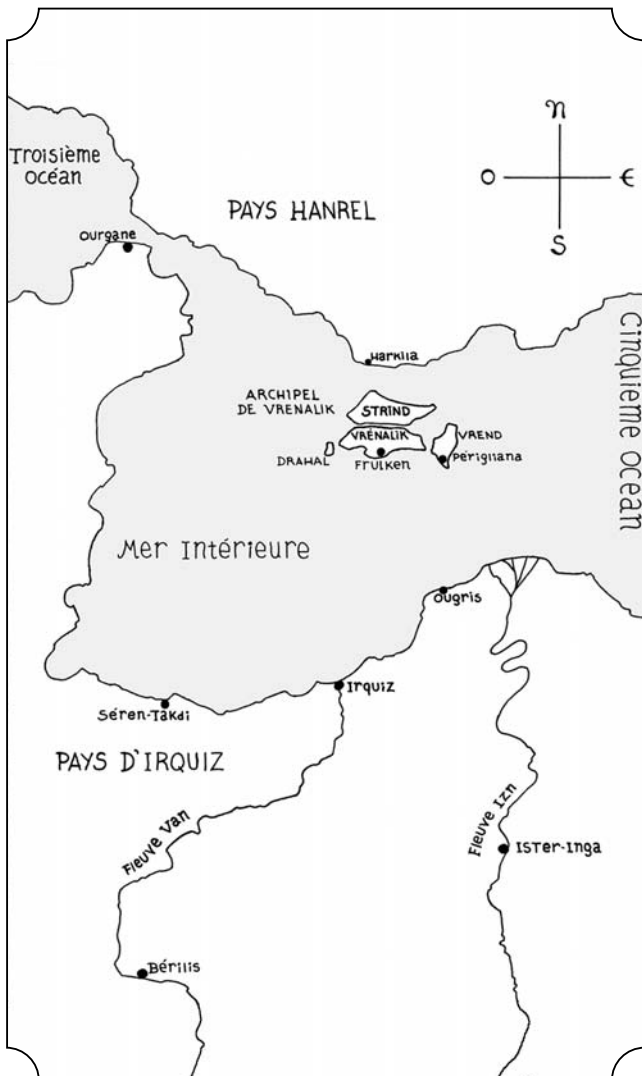 Troisième
océan
N
O
E
S
PAYS HANREL
Ourgane
Harklia
ARCHIPEL
DE VRENALIK
STRIND
VRÉNALIK
VREND
DRAHAL
Frulken
Périgliana
Cinquième océan
Mer Intérieure
Ougris
Irquiz
Séren-Takdi
PAYS D'IRQUIZ
Fleuve Van
Fleuve Izn
Ister-Inga
Bérilis